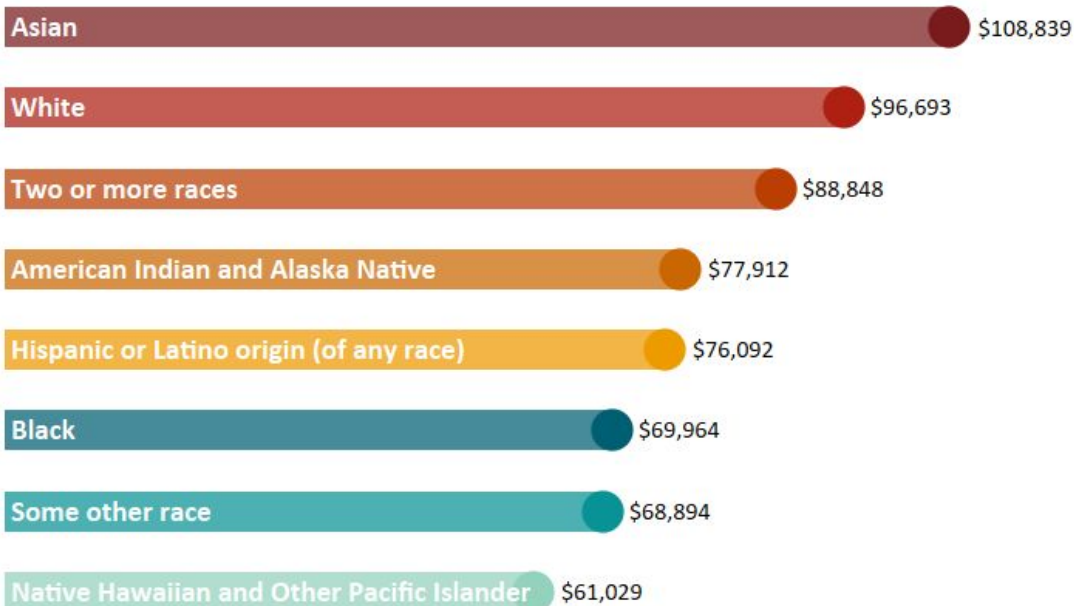 Asian $108,839
White $96,693
Two or more races $88,848
American Indian and Alaska Native $77,912
Hispanic or Latino origin (of any race) $76,092
Black $69,964
Some other race $68,894
Native Hawaiian and Other Pacific Islander $61,029